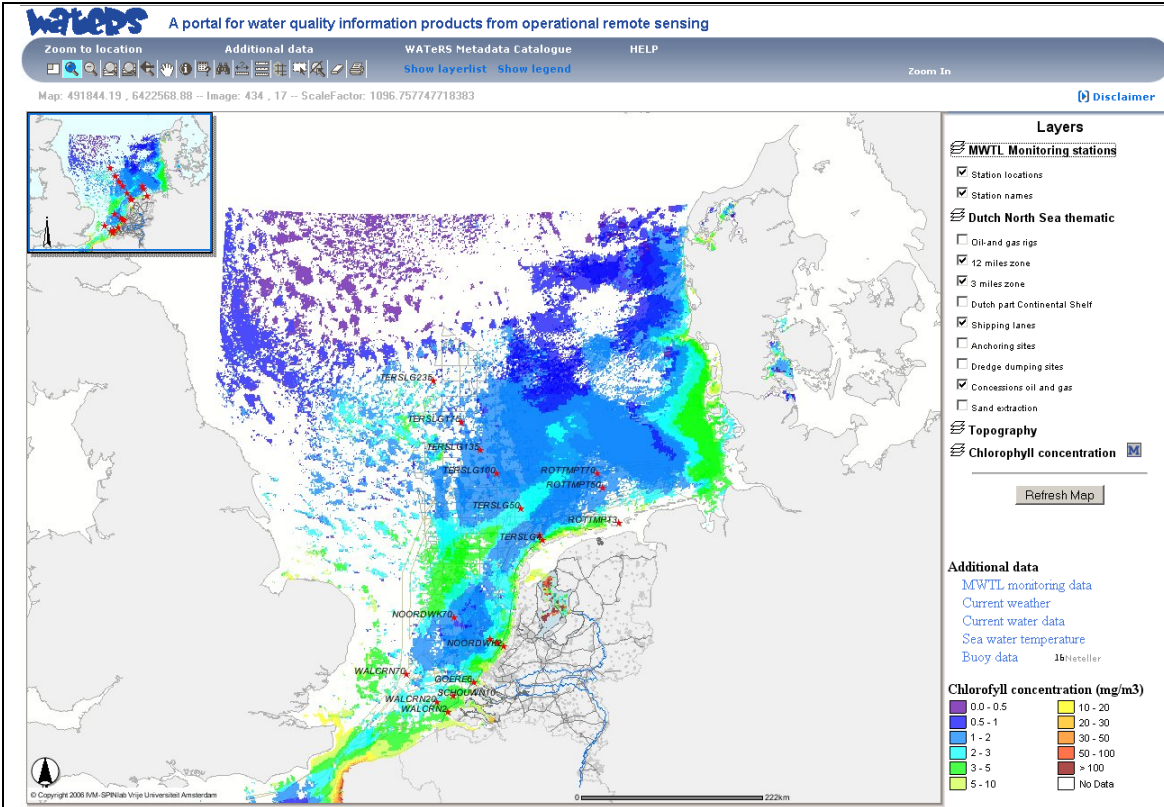 waters A portal for water quality information products from operational remote sensing
Zoom to location Additional data WATeRS Metadata Catalogue HELP
Show layerlist Show legend
Zoom In
Map: 491844.19 , 6422568.88 -- Image: 434 , 17 -- ScaleFactor: 1096.757747718383
Disclaimer
Layers
MWTL Monitoring stations
Station locations
Station names
Dutch North Sea thematic
Oil-and gas rigs
12 miles zone
3 miles zone
Dutch part Continental Shelf
Shipping lanes
Anchoring sites
Dredge dumping sites
Concessions oil and gas
Sand extraction
Topography
Chlorophyll concentration M
Refresh Map
Additional data
MWTL monitoring data
Current weather
Current water data
Sea water temperature
Buoy data
Neteller
Chlorofyll concentration (mg/m3)
0.0 - 0.5
0.5 - 1
1 - 2
2 - 3
3 - 5
5 - 10
10 - 20
20 - 30
30 - 50
50 - 100
> 100
No Data
TERSLG235
TERSLG175
TERSLG135
TERSLG100
ROTTMPT70
ROTTMPT50
TERSLG50
ROTTMPT3
TERSLG4
NOORDWK70
NOORDWK2
WALCRN70
GOERE6
SCHOUWN10
WALCRN20
WALCRN2
© Copyright 2006 IVM-SPINlab Vrije Universiteit Amsterdam
0 222km